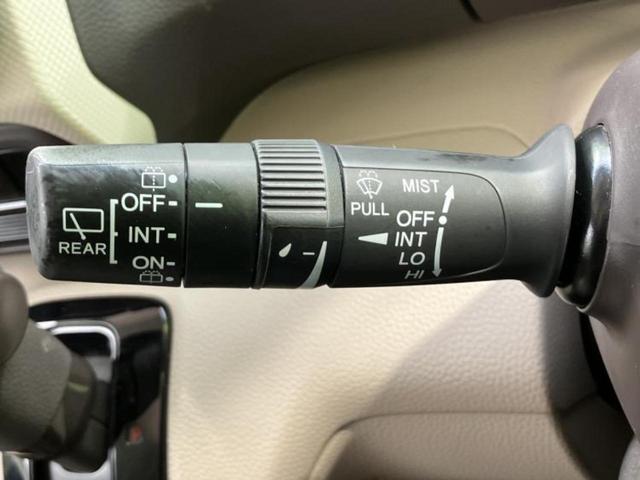 REAR
OFF
INT
ON
PULL
MIST
OFF
INT
LO
HI